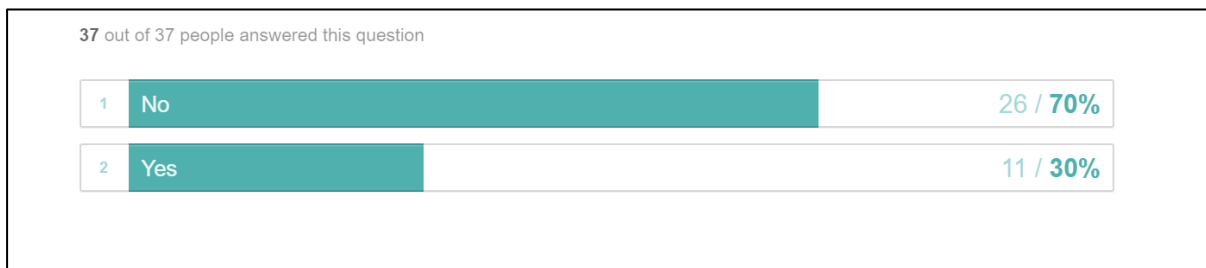 37 out of 37 people answered this question
1 No 26 / 70%
2 Yes 11 / 30%